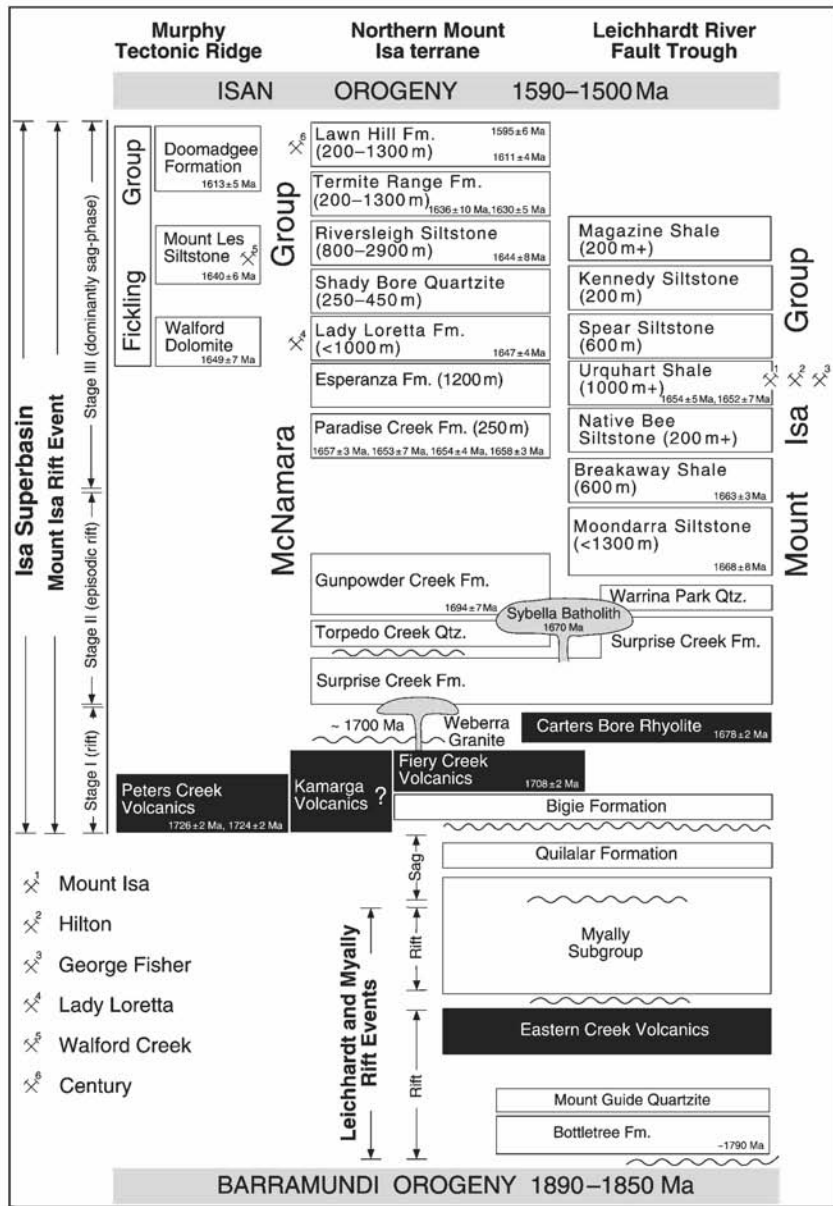 Murphy
Tectonic Ridge
Northern Mount
Isa terrane
Leichhardt River
Fault Trough
ISAN OROGENY 1590–1500 Ma
Isa Superbasin
Mount Isa Rift Event
Stage III (dominantly sag-phase)
Stage II (episodic rift)
Stage I (rift)
Fickling Group
Doomadgee
Formation
1613±5 Ma
Mount Les
Siltstone 5
1640±6 Ma
Walford
Dolomite
1649±7 Ma
Peters Creek
Volcanics
1726±2 Ma, 1724±2 Ma
McNamara Group
6
Lawn Hill Fm. 1595±6 Ma
(200–1300 m) 1611±4 Ma
Termite Range Fm.
(200–1300 m)
1636±10 Ma, 1630±5 Ma
Riversleigh Siltstone
(800–2900 m) 1644±8 Ma
Shady Bore Quartzite
(250–450 m)
4
Lady Loretta Fm.
(<1000 m) 1647±4 Ma
Esperanza Fm. (1200 m)
Paradise Creek Fm. (250 m)
1657±3 Ma, 1653±7 Ma, 1654±4 Ma, 1658±3 Ma
Gunpowder Creek Fm.
1694±7 Ma
Torpedo Creek Qtz.
Surprise Creek Fm.
Sybella Batholith
1670 Ma
~ 1700 Ma
Weberra
Granite
Kamarga
Volcanics ?
Fiery Creek
Volcanics
1708±2 Ma
Mount Isa Group
Magazine Shale
(200 m+)
Kennedy Siltstone
(200 m)
Spear Siltstone
(600 m)
Urquhart Shale
(1000 m+)
1654±5 Ma, 1652±7 Ma
1 2 3
Native Bee
Siltstone (200 m+)
Breakaway Shale
(600 m)
1663±3 Ma
Moondarra Siltstone
(<1300 m)
1668±8 Ma
Warrina Park Qtz.
Surprise Creek Fm.
Carters Bore Rhyolite
1678±2 Ma
Bigie Formation
Quilalar Formation
Myally
Subgroup
Eastern Creek Volcanics
Mount Guide Quartzite
Bottletree Fm.
~1790 Ma
Sag
Rift
Rift
Leichhardt and Myally
Rift Events
1 Mount Isa
2 Hilton
3 George Fisher
4 Lady Loretta
5 Walford Creek
6 Century
BARRAMUNDI OROGENY 1890–1850 Ma